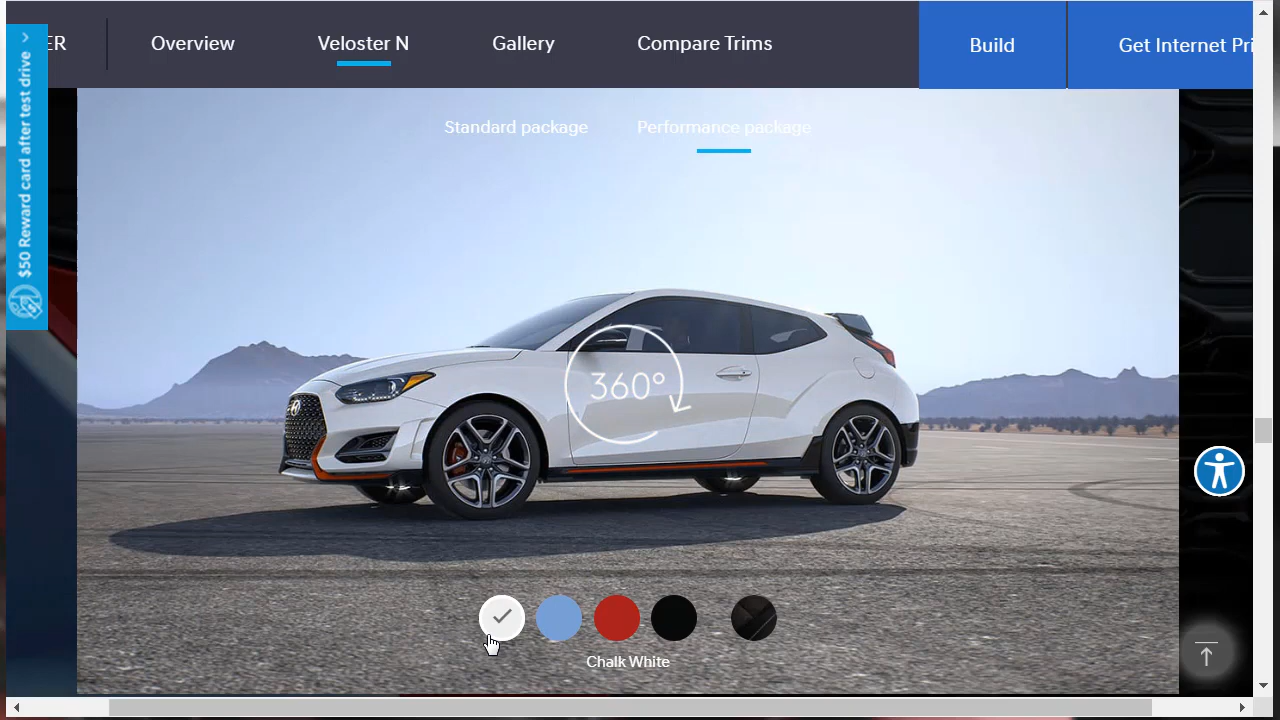 ER
Overview
Veloster N
Gallery
Compare Trims
Build
Get Internet Pri
$50 Reward card after test drive
Standard package
Performance package
360°
Chalk White